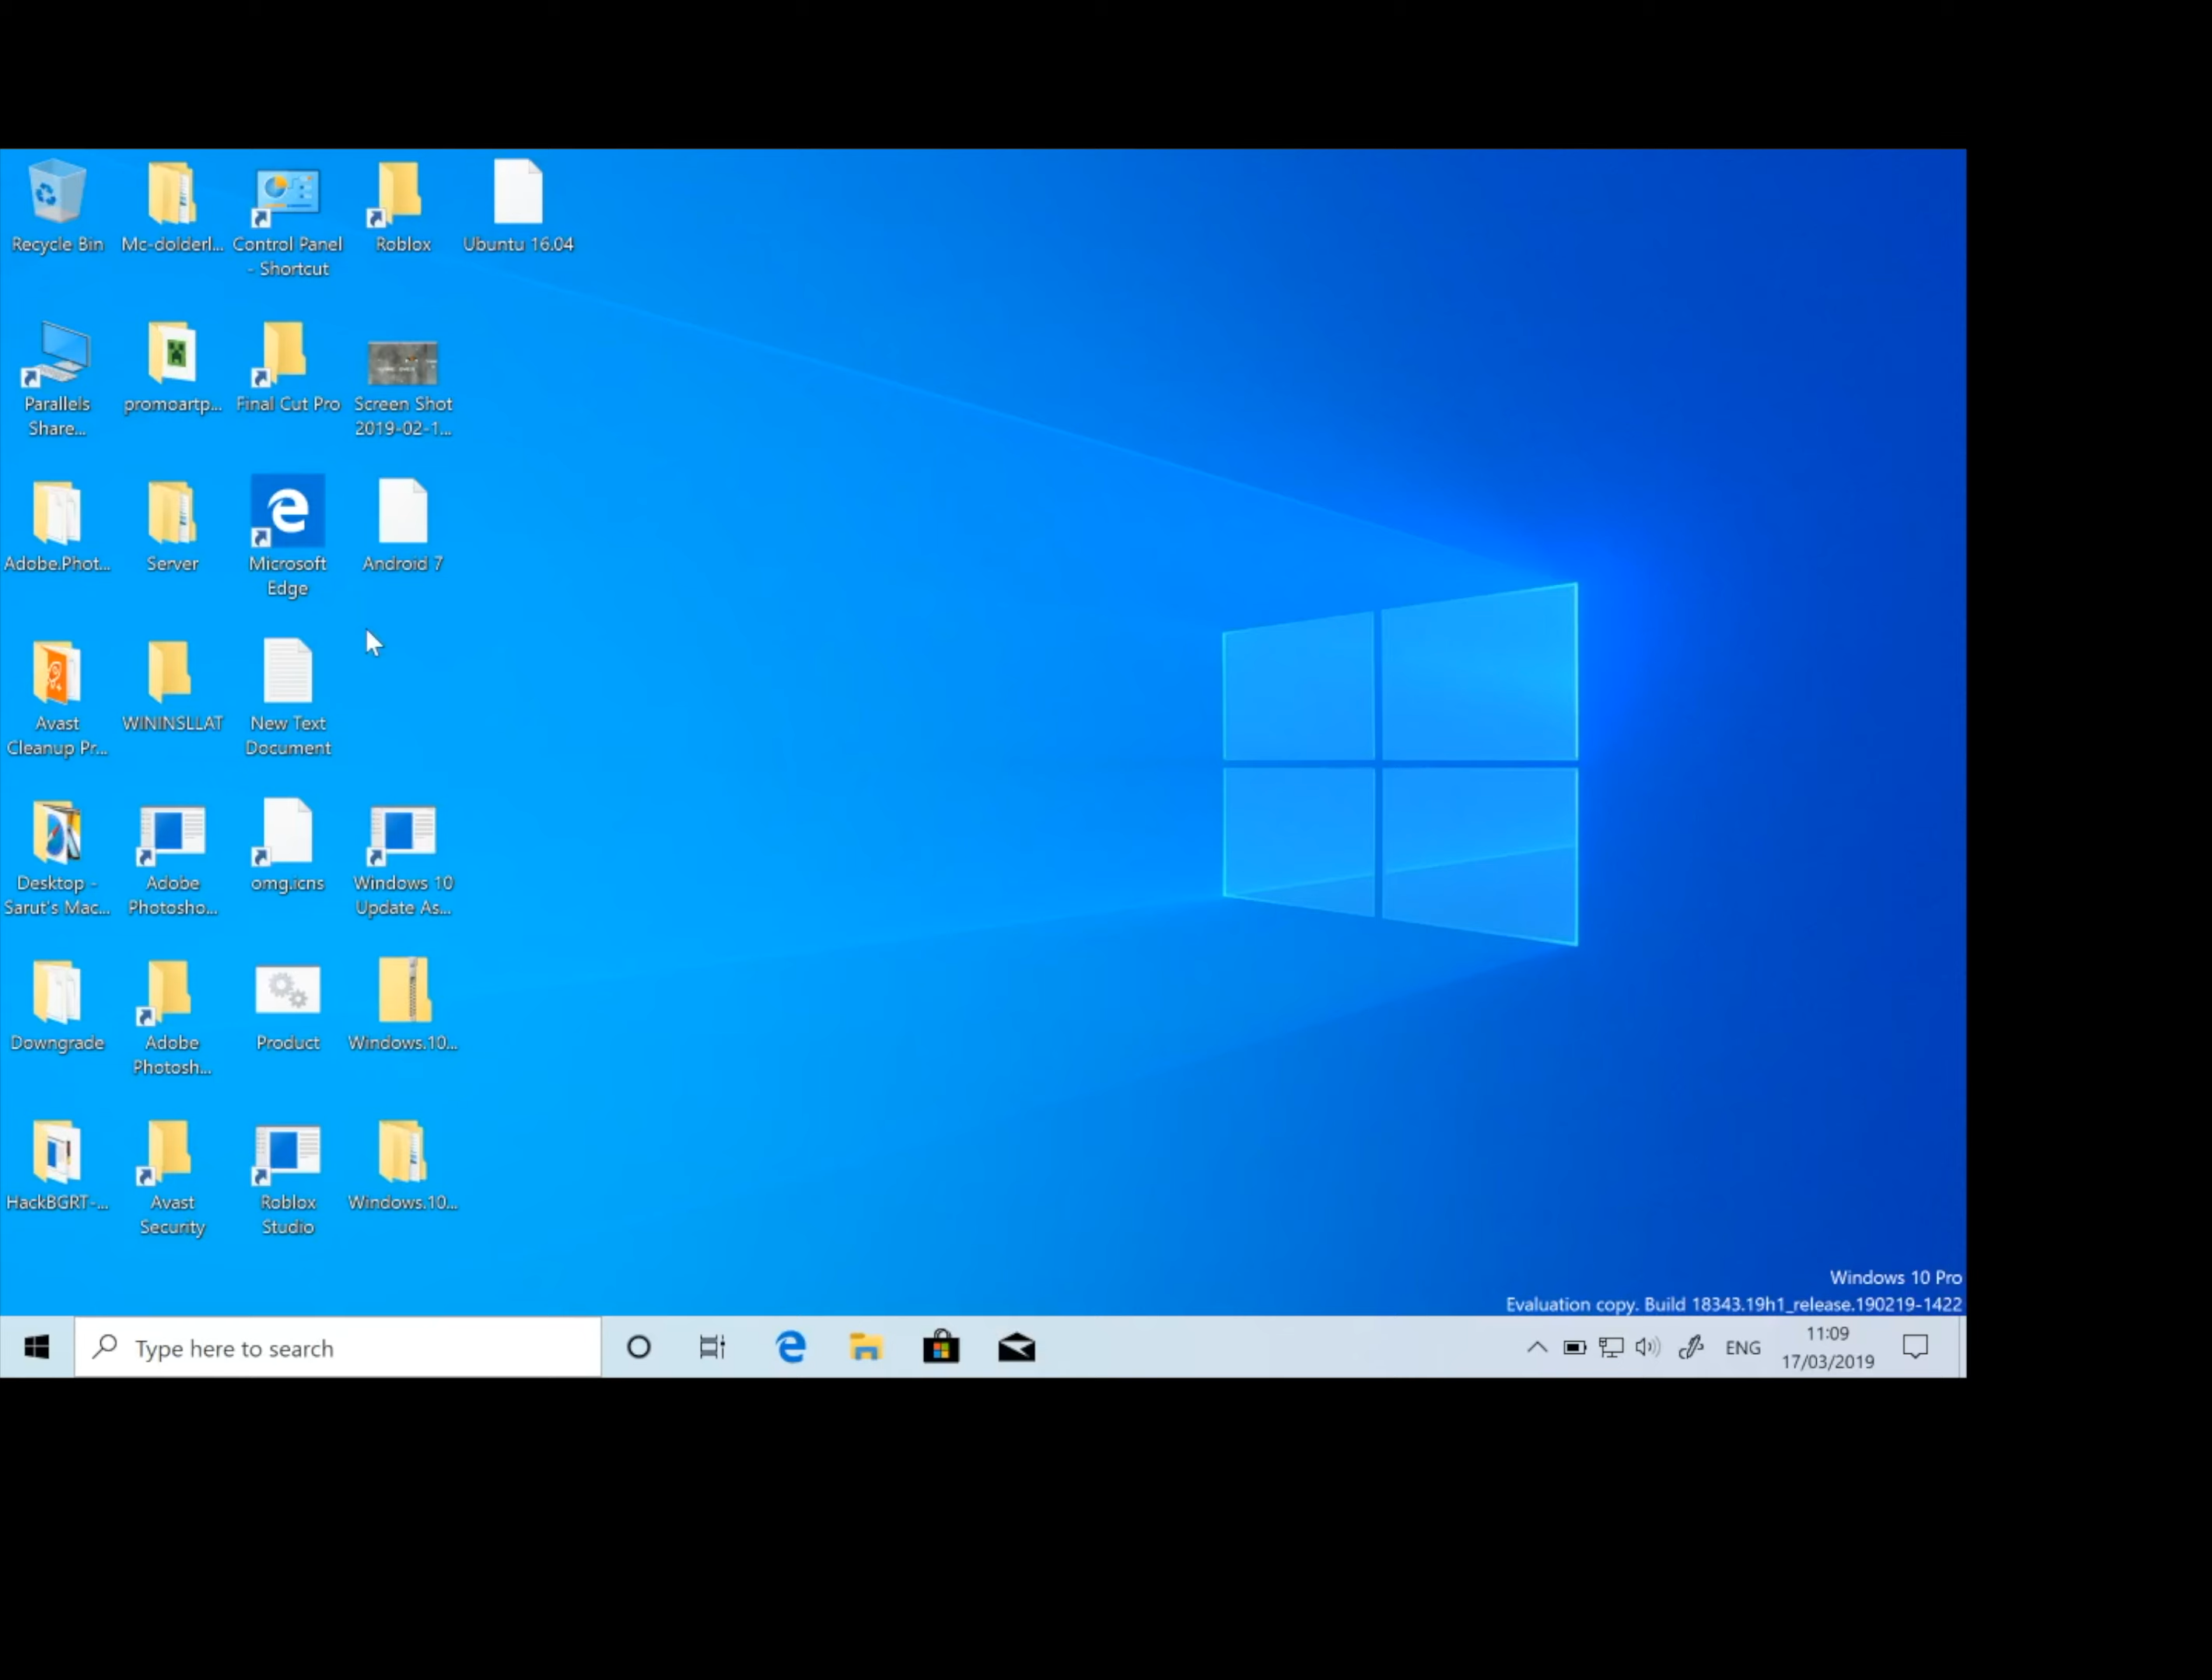 Recycle Bin
Mc-dolderl...
Control Panel
- Shortcut
Roblox
Ubuntu 16.04
Parallels
Share...
promoartp...
Final Cut Pro
Screen Shot
2019-02-1...
Adobe.Phot...
Server
Microsoft
Edge
Android 7
Avast
Cleanup Pr...
WININSLLAT
New Text
Document
Desktop -
Sarut's Mac...
Adobe
Photosho...
omg.icns
Windows 10
Update As...
Downgrade
Adobe
Photosh...
Product
Windows.10...
HackBGRT-...
Avast
Security
Roblox
Studio
Windows.10...
Windows 10 Pro
Evaluation copy. Build 18343.19h1_release.190219-1422
Type here to search
ENG
11:09
17/03/2019